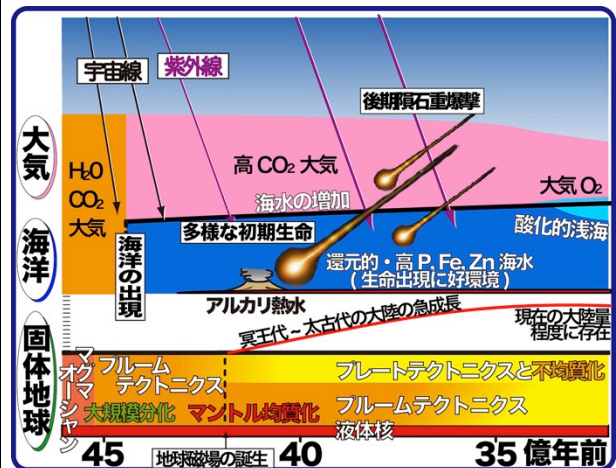 宇宙線
紫外線
後期隕石重爆撃
大気
H₂O
CO₂
大気
高 CO₂ 大気
大気 O₂
海水の増加
酸化的浅海
海洋
海洋の出現
多様な初期生命
還元的・高 P, Fe, Zn 海水
(生命出現に好環境)
アルカリ熱水
冥王代~太古代の大陸の急成長
現在の大陸量
程度に存在
固体地球
マグマ
オーシャン
プルーム
テクトニクス
プレートテクトニクスと不均質化
大規模分化
マントル均質化
プルームテクトニクス
液体核
45
地球磁場の誕生
40
35 億年前